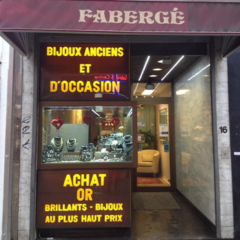 FABERGÉ
BIJOUX ANCIENS
ET
D'OCCASION
ACHAT
OR
BRILLANTS - BIJOUX
AU PLUS HAUT PRIX
16